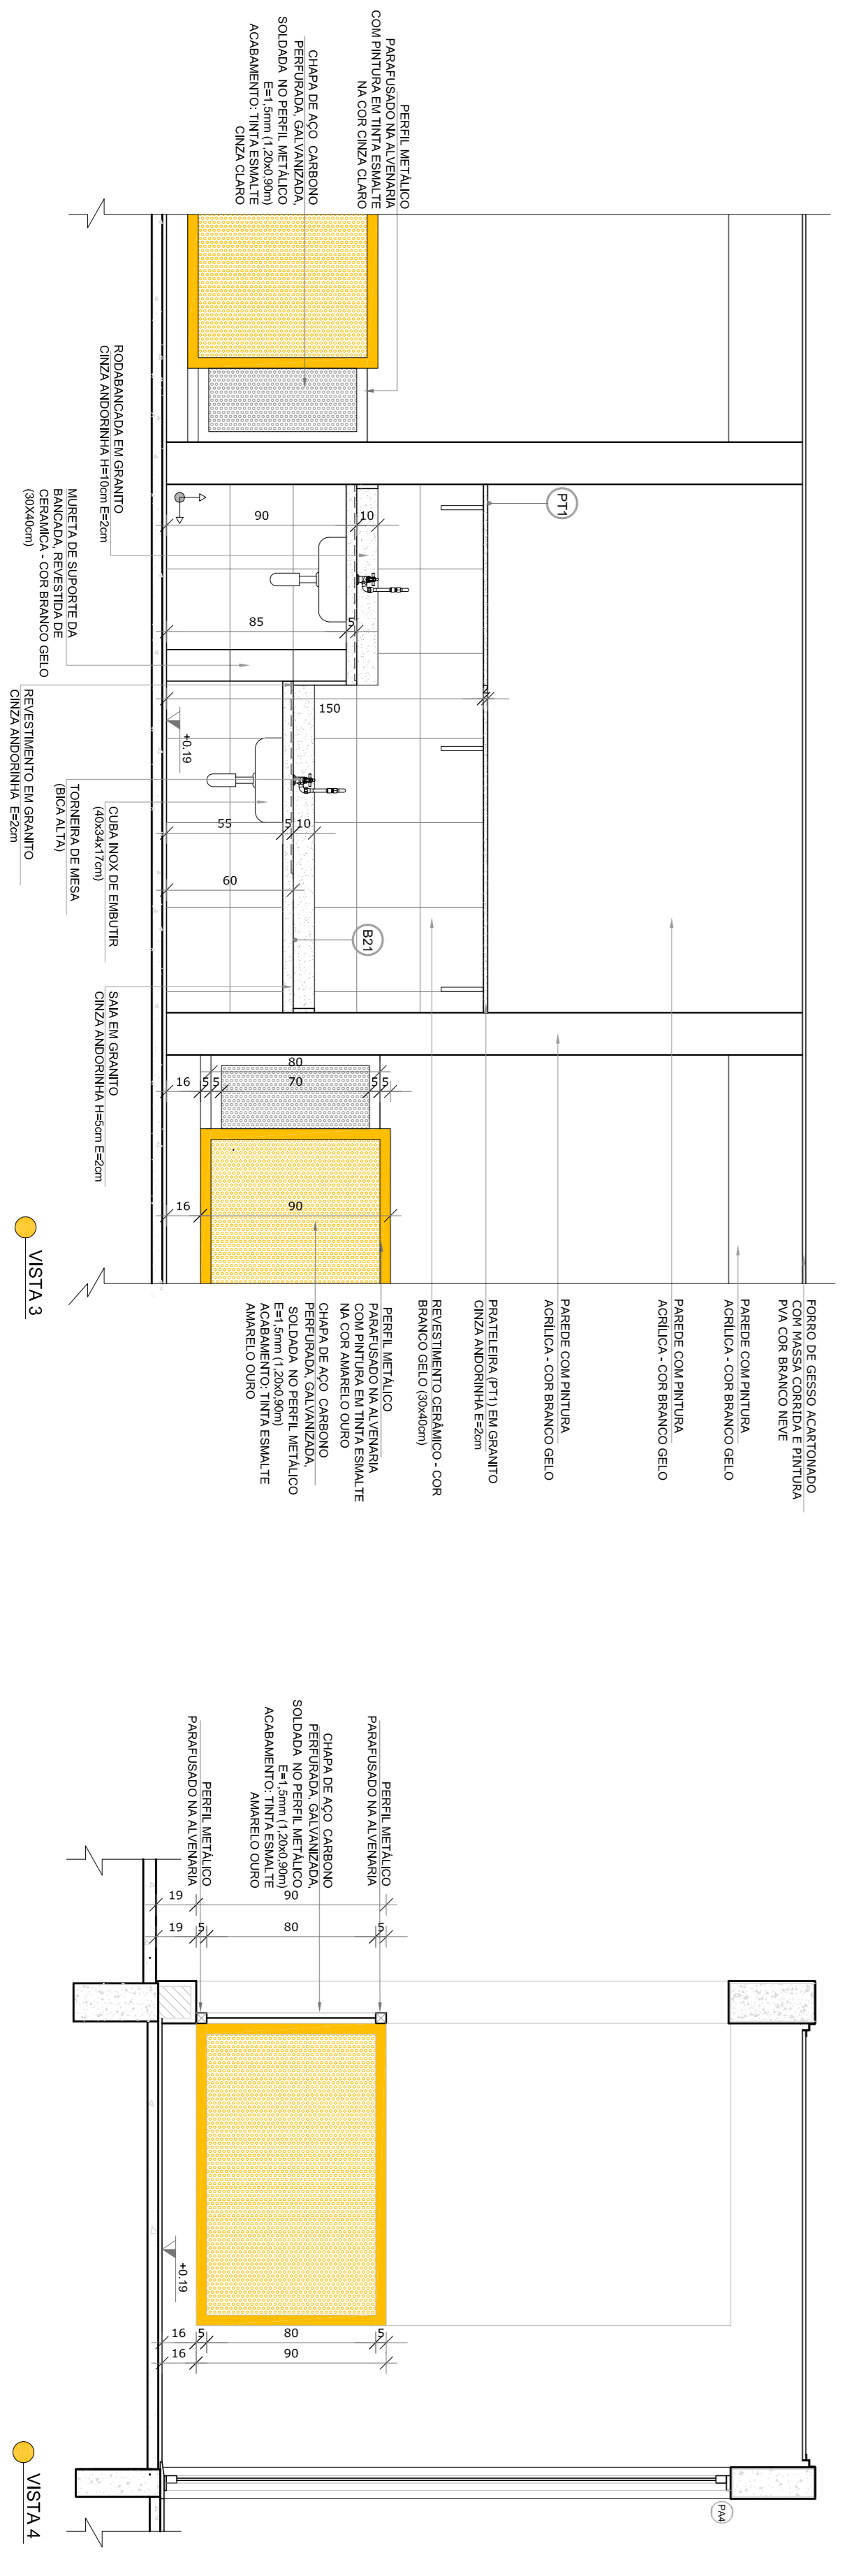 PERFIL METÁLICO
PARAFUSADO NA ALVENARIA
COM PINTURA EM TINTA ESMALTE
NA COR CINZA CLARO
CHAPA DE AÇO CARBONO
PERFURADA, GALVANIZADA,
SOLDADA NO PERFIL METÁLICO
E=1,5mm (1,20x0,90m)
ACABAMENTO: TINTA ESMALTE
CINZA CLARO
RODABANCADA EM GRANITO
CINZA ANDORINHA H=10cm E=2cm
MURETA DE SUPORTE DA
BANCADA, REVESTIDA DE
CERAMICA - COR BRANCO GELO
(30X40cm)
REVESTIMENTO EM GRANITO
CINZA ANDORINHA E=2cm
TORNEIRA DE MESA
(BICA ALTA)
CUBA INOX DE EMBUTIR
(40x34x17cm)
SAIA EM GRANITO
CINZA ANDORINHA H=5cm E=2cm
PT1
90
10
85
5
2
150
+0.19
55
5
10
60
B21
80
16
5
5
70
5
5
16
90
FORRO DE GESSO ACARTONADO
COM MASSA CORRIDA E PINTURA
PVA COR BRANCO NEVE
PAREDE COM PINTURA
ACRÍLICA - COR BRANCO GELO
PAREDE COM PINTURA
ACRÍLICA - COR BRANCO GELO
PAREDE COM PINTURA
ACRÍLICA - COR BRANCO GELO
PRATELEIRA (PT1) EM GRANITO
CINZA ANDORINHA E=2cm
REVESTIMENTO CERÂMICO - COR
BRANCO GELO (30x40cm)
PERFIL METÁLICO
PARAFUSADO NA ALVENARIA
COM PINTURA EM TINTA ESMALTE
NA COR AMARELO OURO
CHAPA DE AÇO CARBONO
PERFURADA, GALVANIZADA,
SOLDADA NO PERFIL METÁLICO
E=1,5mm (1,20x0,90m)
ACABAMENTO: TINTA ESMALTE
AMARELO OURO
VISTA 3
PERFIL METÁLICO
PARAFUSADO NA ALVENARIA
CHAPA DE AÇO CARBONO
PERFURADA, GALVANIZADA,
SOLDADA NO PERFIL METÁLICO
E=1,5mm (1,20x0,90m)
ACABAMENTO: TINTA ESMALTE
AMARELO OURO
PERFIL METÁLICO
PARAFUSADO NA ALVENARIA
19
90
19
5
80
5
+0.19
16
5
80
5
16
90
PA4
VISTA 4